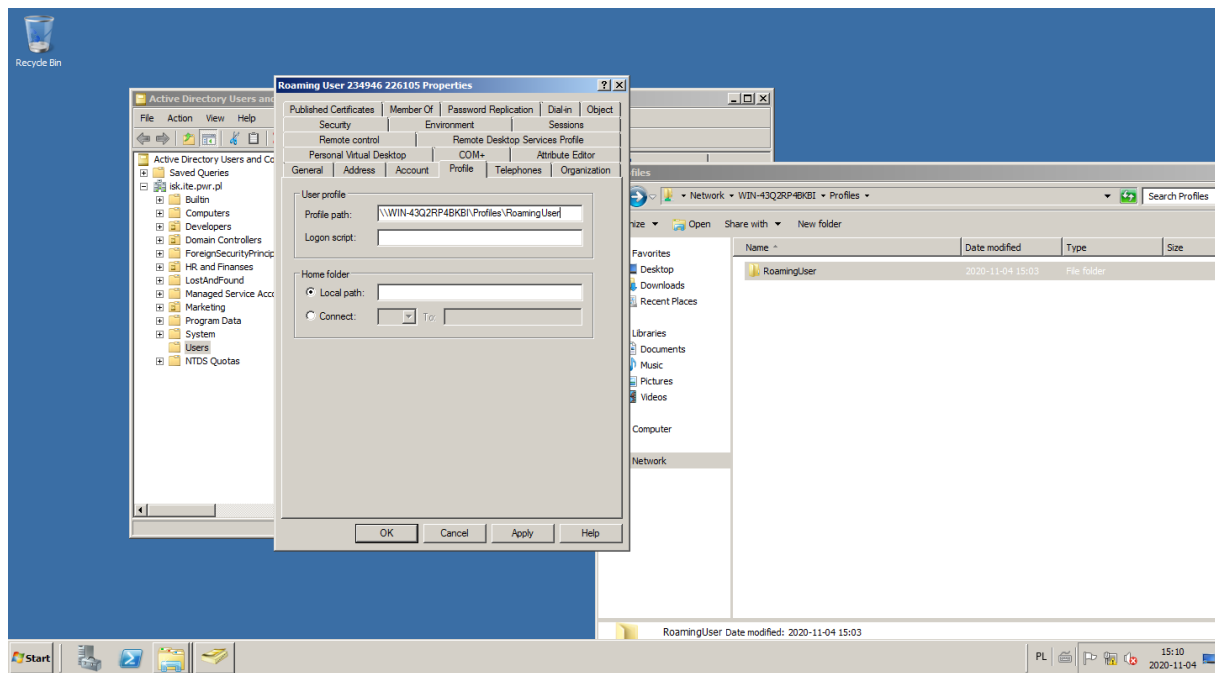 Recycle Bin
Active Directory Users and
File Action View Help
Active Directory Users and Co
Saved Queries
isk.ite.pwr.pl
Builtin
Computers
Developers
Domain Controllers
ForeignSecurityPrincip
HR and Finanses
LostAndFound
Managed Service Acco
Marketing
Program Data
System
Users
NTDS Quotas
Roaming User 234946 226105 Properties
Published Certificates Member Of Password Replication Dial-in Object
Security Environment Sessions
Remote control Remote Desktop Services Profile
Personal Virtual Desktop COM+ Attribute Editor
General Address Account Profile Telephones Organization
User profile
Profile path: \\WIN-43Q2RP4BKBI\Profiles\RoamingUser
Logon script:
Home folder
Local path:
Connect: To:
OK Cancel Apply Help
files
Network WIN-43Q2RP4BKBI Profiles Search Profiles
nize Open Share with New folder
Favorites
Desktop
Downloads
Recent Places
Libraries
Documents
Music
Pictures
Videos
Computer
Network
Name Date modified Type Size
RoamingUser 2020-11-04 15:03 File folder
RoamingUser Date modified: 2020-11-04 15:03
Start PL 15:10
2020-11-04